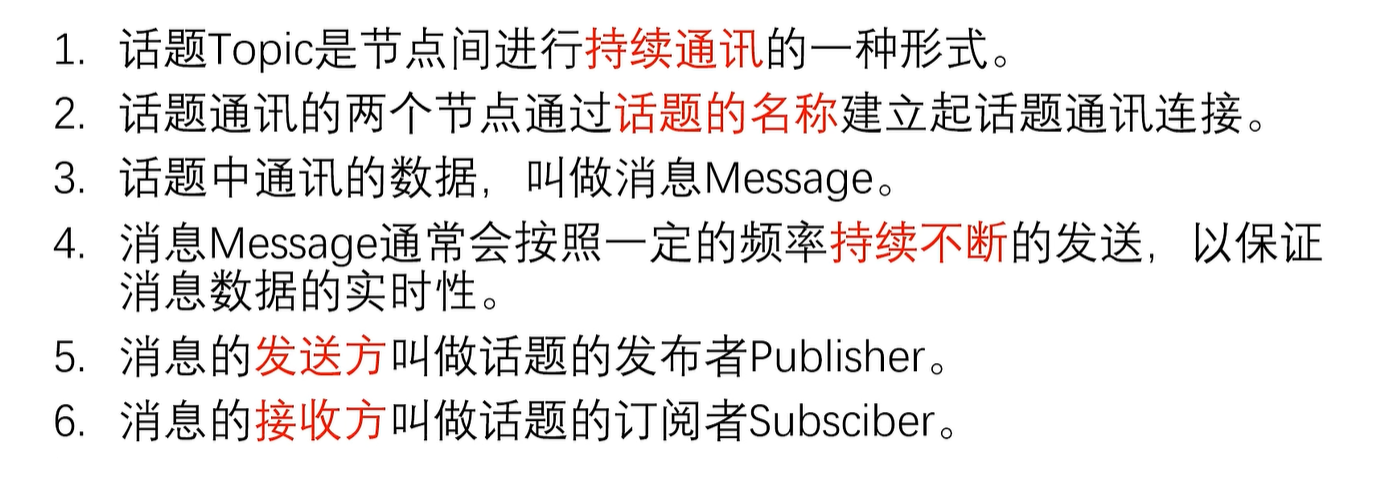 1. 话题Topic是节点间进行持续通讯的一种形式。
2. 话题通讯的两个节点通过话题的名称建立起话题通讯连接。
3. 话题中通讯的数据，叫做消息Message。
4. 消息Message通常会按照一定的频率持续不断的发送，以保证
消息数据的实时性。
5. 消息的发送方叫做话题的发布者Publisher。
6. 消息的接收方叫做话题的订阅者Subsciber。